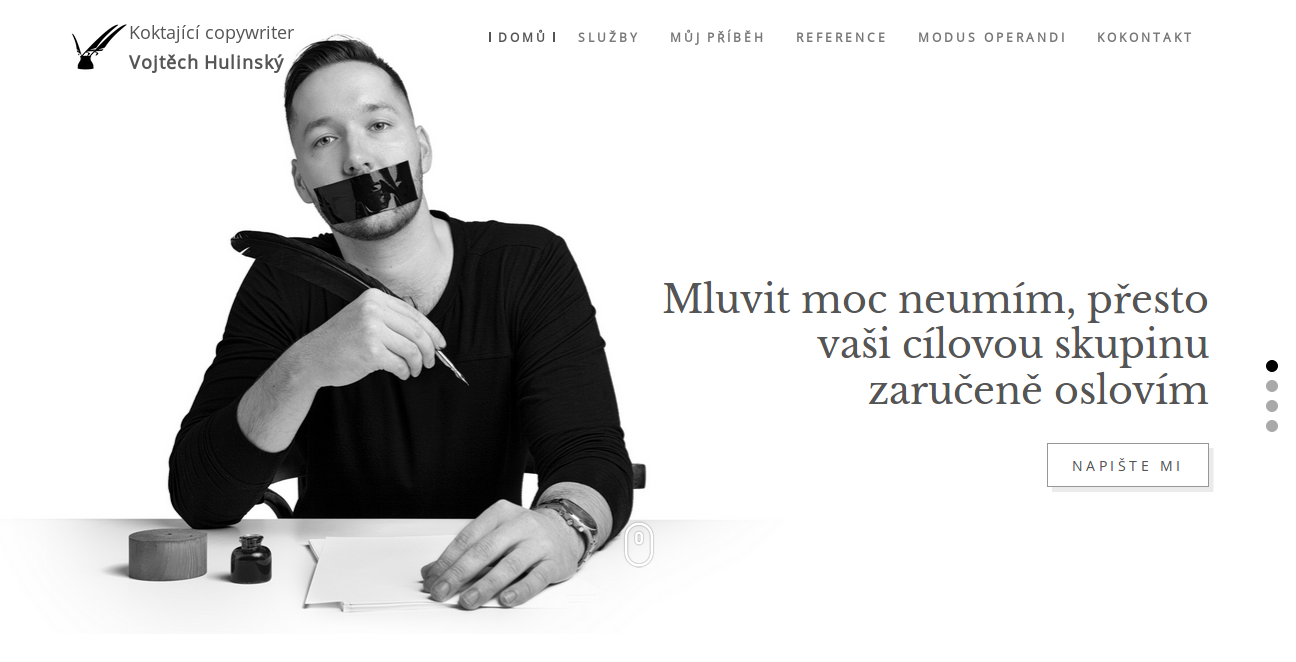 Koktající copywriter
Vojtěch Hulinský
DOMŮ
SLUŽBY
MŮJ PŘÍBĚH
REFERENCE
MODUS OPERANDI
KOKONTAKT
Mluvit moc neumím, přesto
vaši cílovou skupinu
zaručeně oslovím
NAPIŠTE MI